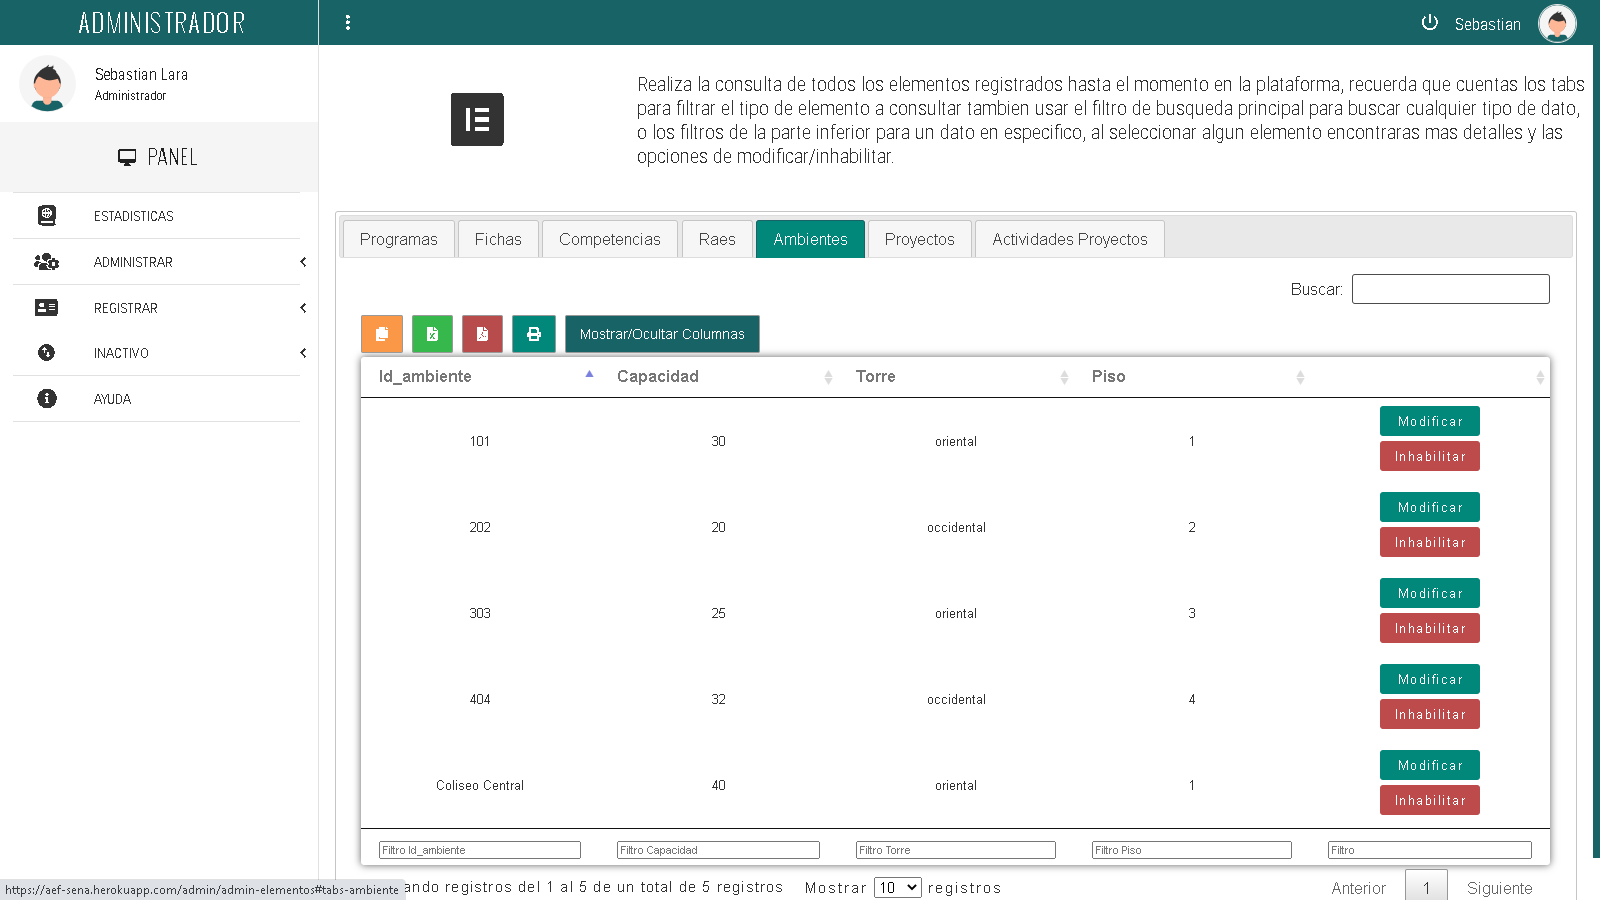 ADMINISTRADOR
Sebastian
Sebastian Lara
Administrador
PANEL
ESTADISTICAS
ADMINISTRAR
REGISTRAR
INACTIVO
AYUDA
Realiza la consulta de todos los elementos registrados hasta el momento en la plataforma, recuerda que cuentas los tabs
para filtrar el tipo de elemento a consultar tambien usar el filtro de busqueda principal para buscar cualquier tipo de dato,
o los filtros de la parte inferior para un dato en especifico, al seleccionar algun elemento encontraras mas detalles y las
opciones de modificar/inhabilitar.
Programas Fichas Competencias Raes Ambientes Proyectos Actividades Proyectos
Buscar:
Mostrar/Ocultar Columnas
Id_ambiente Capacidad Torre Piso
101 30 oriental 1 Modificar
Inhabilitar
202 20 occidental 2 Modificar
Inhabilitar
303 25 oriental 3 Modificar
Inhabilitar
404 32 occidental 4 Modificar
Inhabilitar
Coliseo Central 40 oriental 1 Modificar
Inhabilitar
Filtro Id_ambiente Filtro Capacidad Filtro Torre Filtro Piso Filtro
ando registros del 1 al 5 de un total de 5 registros Mostrar 10 registros Anterior 1 Siguiente
https://aef-sena.herokuapp.com/admin/admin-elementos#tabs-ambiente